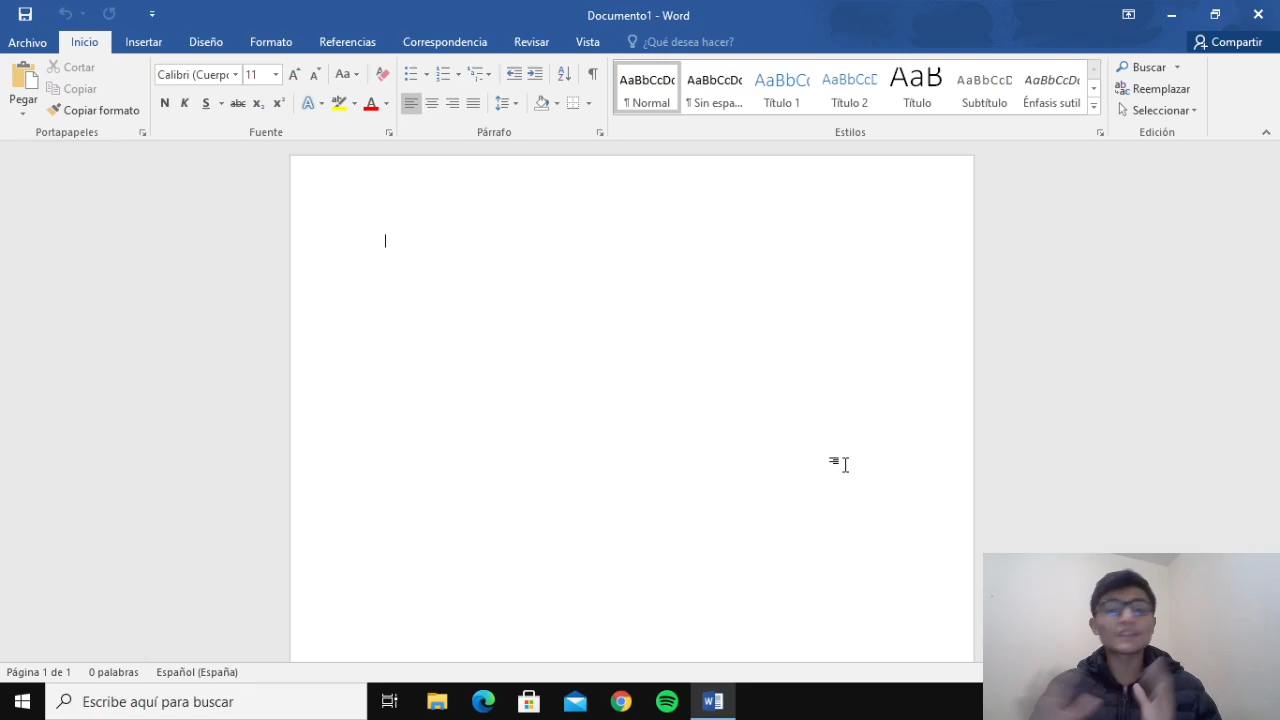 Documento1 - Word
Archivo Inicio Insertar Diseño Formato Referencias Correspondencia Revisar Vista ¿Qué desea hacer? Compartir
Pegar
Cortar
Copiar
Copiar formato
Portapapeles
Calibri (Cuerpo 11 Aa
N K S abc x₂ x² A A
Fuente
Párrafo
AaBbCcDc AaBbCcDc AaBbC( AaBbCcD AaB AaBbCcD AaBbCcDc
¶ Normal ¶ Sin espa... Título 1 Título 2 Título Subtítulo Énfasis sutil
Estilos
Buscar
Reemplazar
Seleccionar
Edición
Página 1 de 1 0 palabras Español (España)
Escribe aquí para buscar